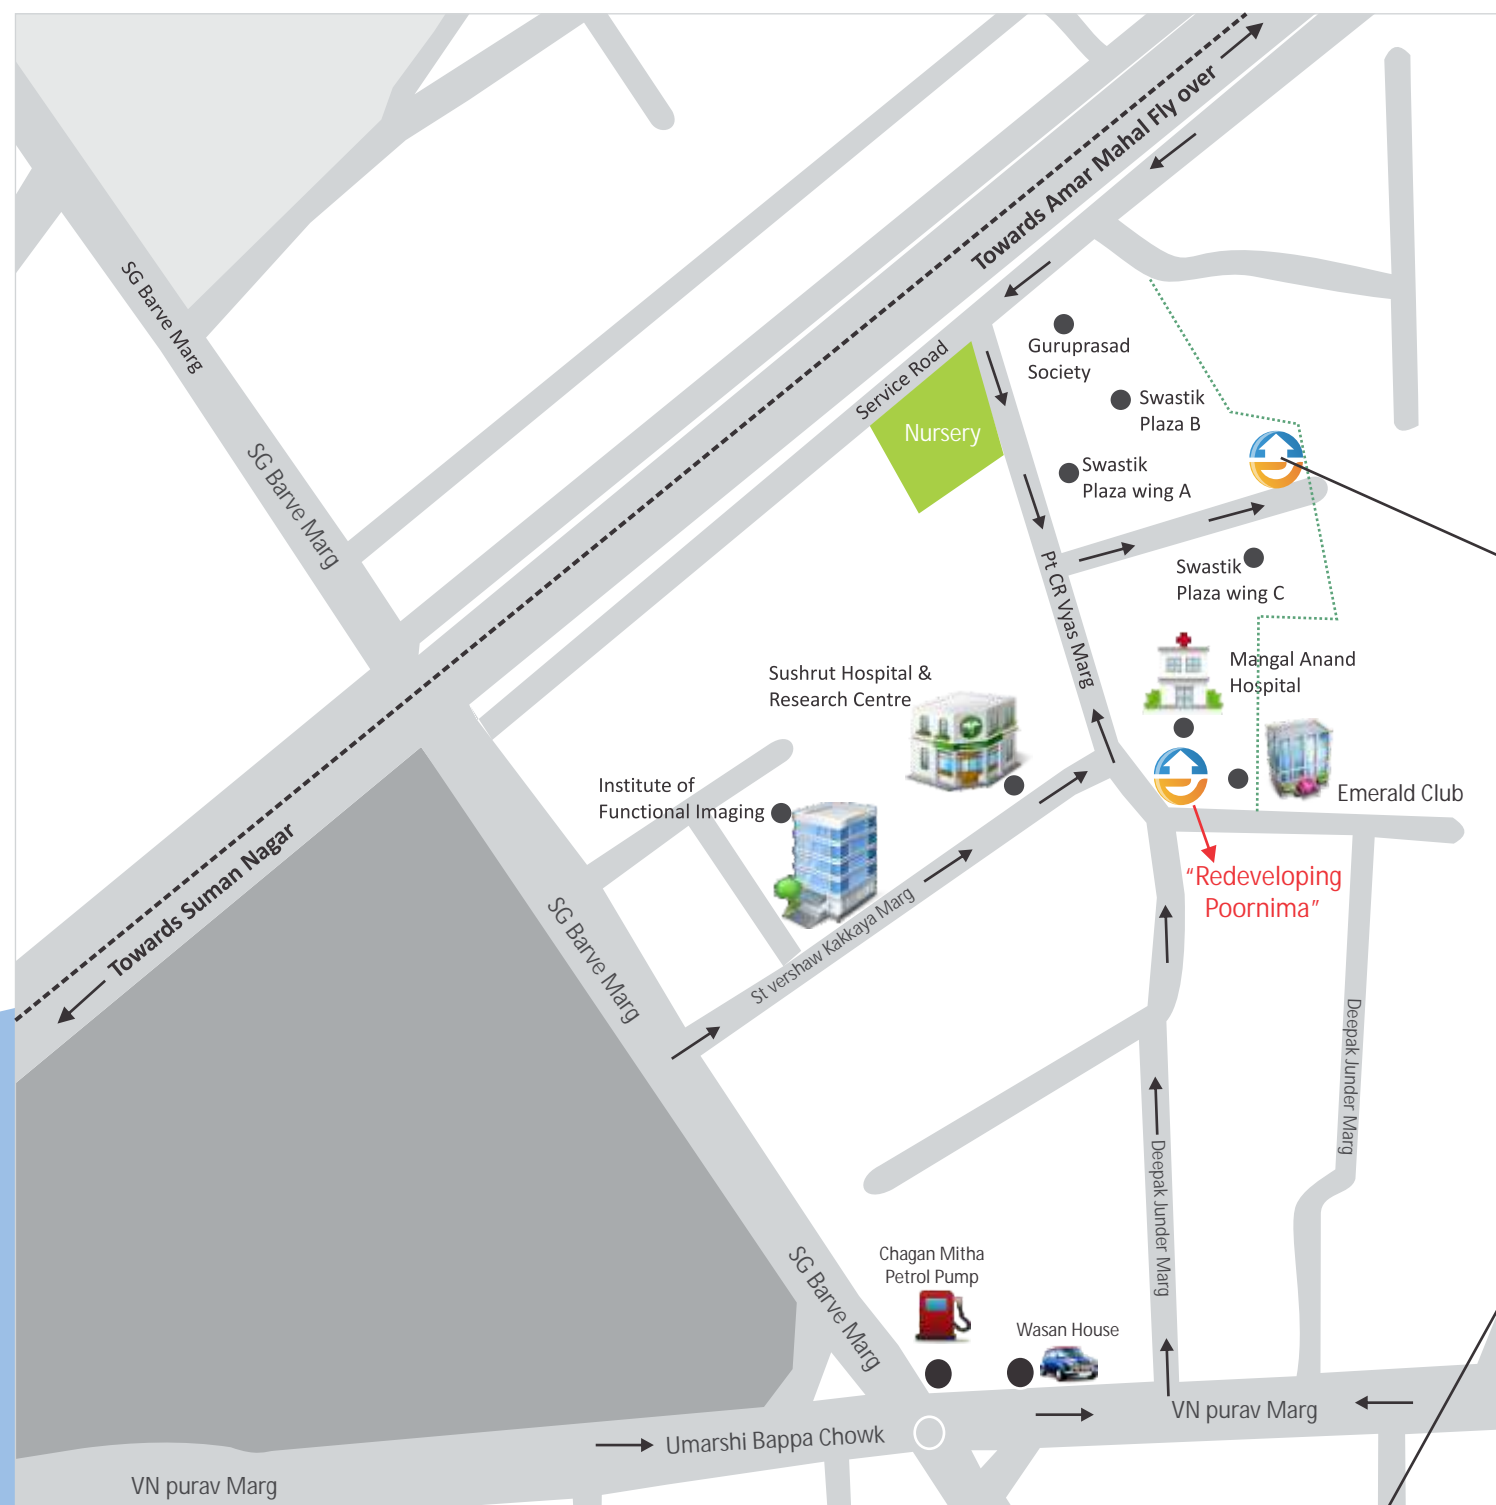 Towards Amar Mahal Fly over
SG Barve Marg
Guruprasad
Society
Service Road
Swastik
Plaza B
Nursery
SG Barve Marg
Swastik
Plaza wing A
Pt CR Vyas Marg
Swastik
Plaza wing C
Mangal Anand
Hospital
Sushrut Hospital &
Research Centre
Institute of
Functional Imaging
Emerald Club
Towards Suman Nagar
"Redeveloping
Poornima"
SG Barve Marg
St vershaw Kakkaya Marg
Deepak Junder Marg
Deepak Junder Marg
SG Barve Marg
Chagan Mitha
Petrol Pump
Wasan House
VN purav Marg
Umarshi Bappa Chowk
VN purav Marg